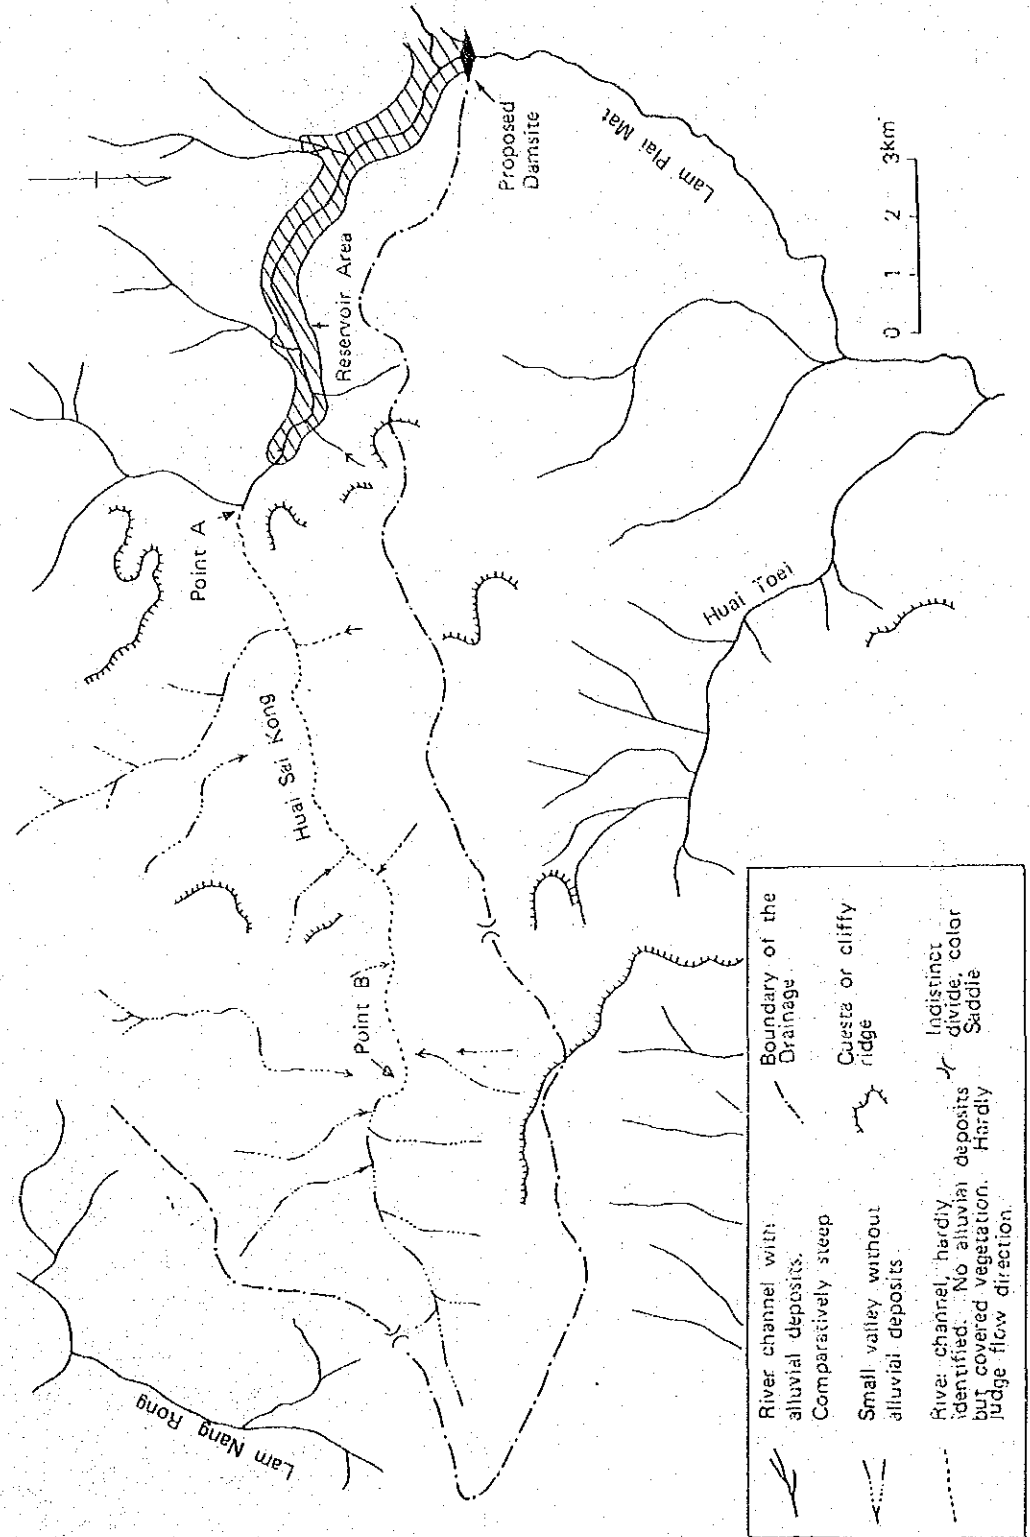 Proposed
Damsite
Lam Plai Mat
Reservoir Area
Point A
Huai Sai Kong
Point B
Huai Toei
Lam Nang Rong
0 1 2 3km
River channel with
alluvial deposits.
Comparatively steep
Small valley without
alluvial deposits
River channel, hardly
identified. No alluvial deposits
but covered vegetation. Hardly
judge flow direction.
Boundary of the
Drainage
Cuesta or cliffy
ridge
Indistinct
divide, color
Saddle